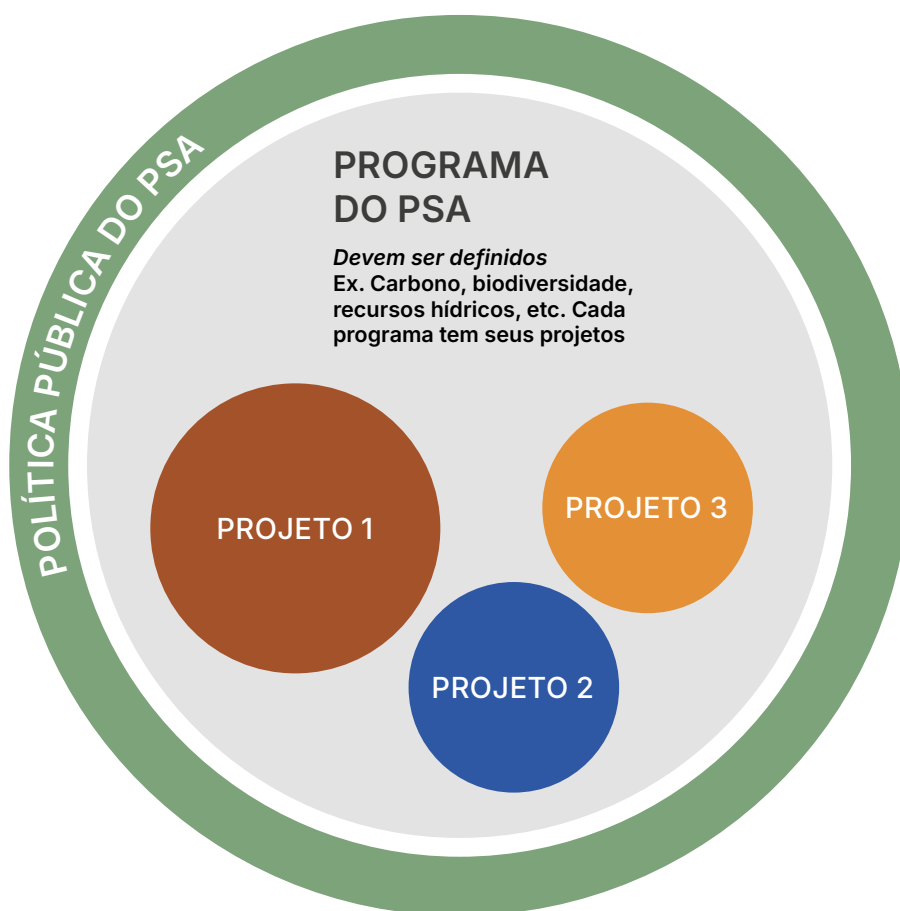 POLÍTICA PÚBLICA DO PSA
PROGRAMA
DO PSA
Devem ser definidos
Ex. Carbono, biodiversidade,
recursos hídricos, etc. Cada
programa tem seus projetos
PROJETO 1
PROJETO 3
PROJETO 2